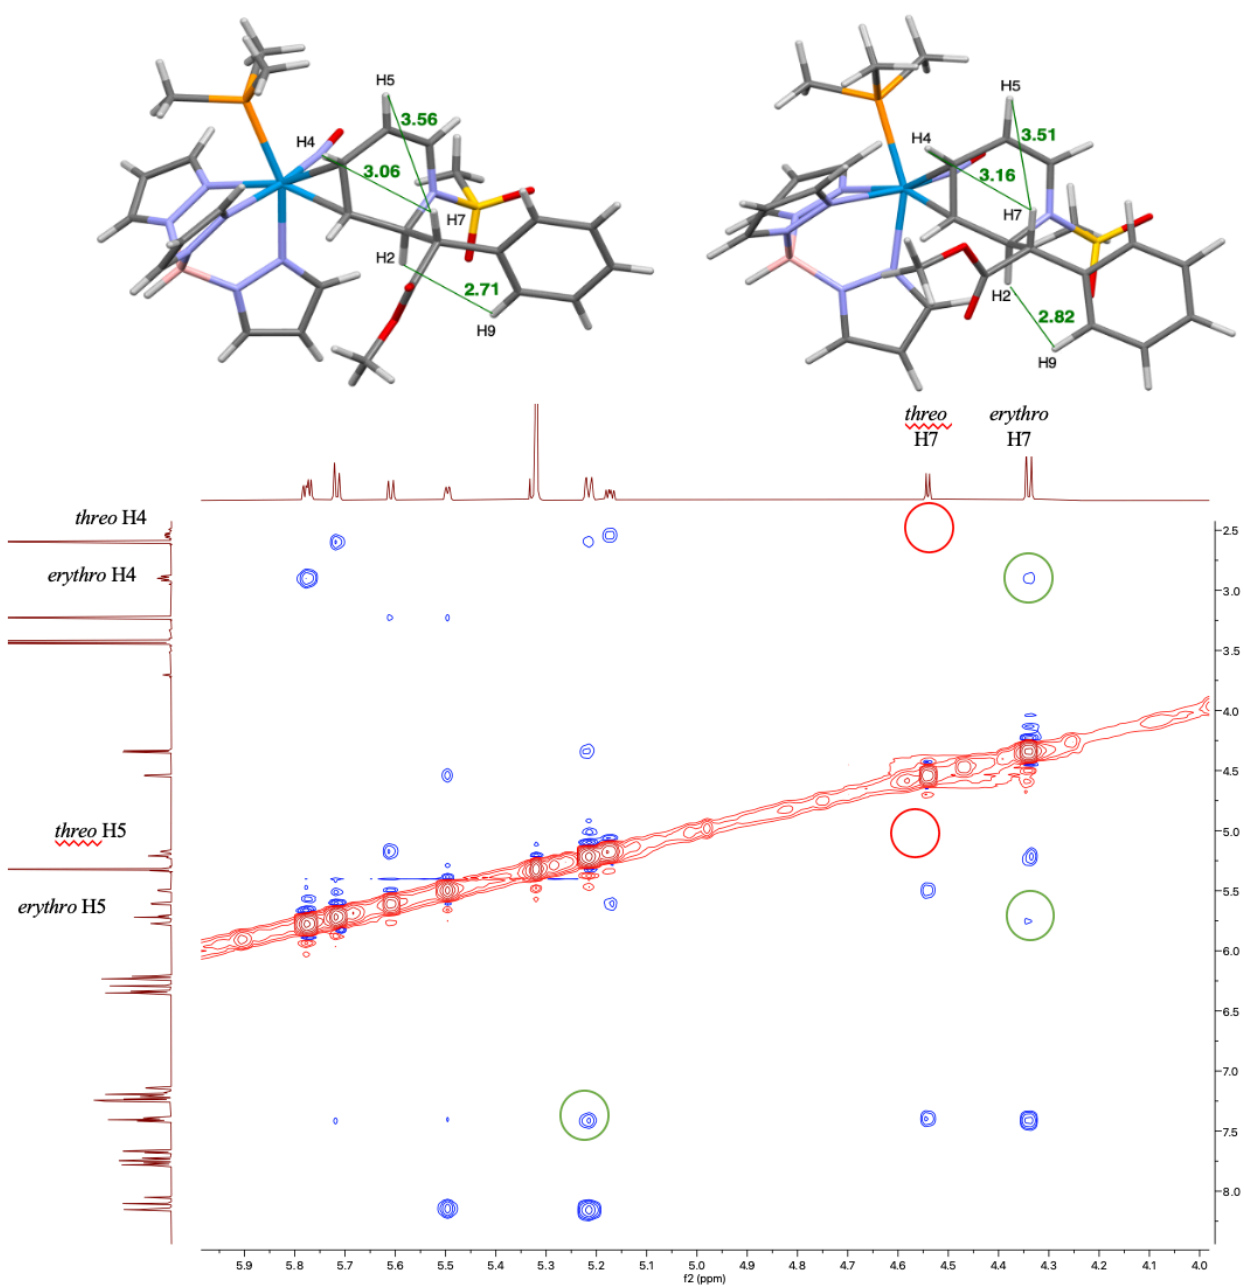 H5
3.56
H4
3.06
H7
H2
2.71
H9
H5
3.51
H4
3.16
H7
H2
2.82
H9
threo
H7
erythro
H7
threo H4
erythro H4
threo H5
erythro H5
2.5
3.0
3.5
4.0
4.5
5.0
5.5
6.0
6.5
7.0
7.5
8.0
5.9 5.8 5.7 5.6 5.5 5.4 5.3 5.2 5.1 5.0 4.9 4.8 4.7 4.6 4.5 4.4 4.3 4.2 4.1 4.0
f2 (ppm)